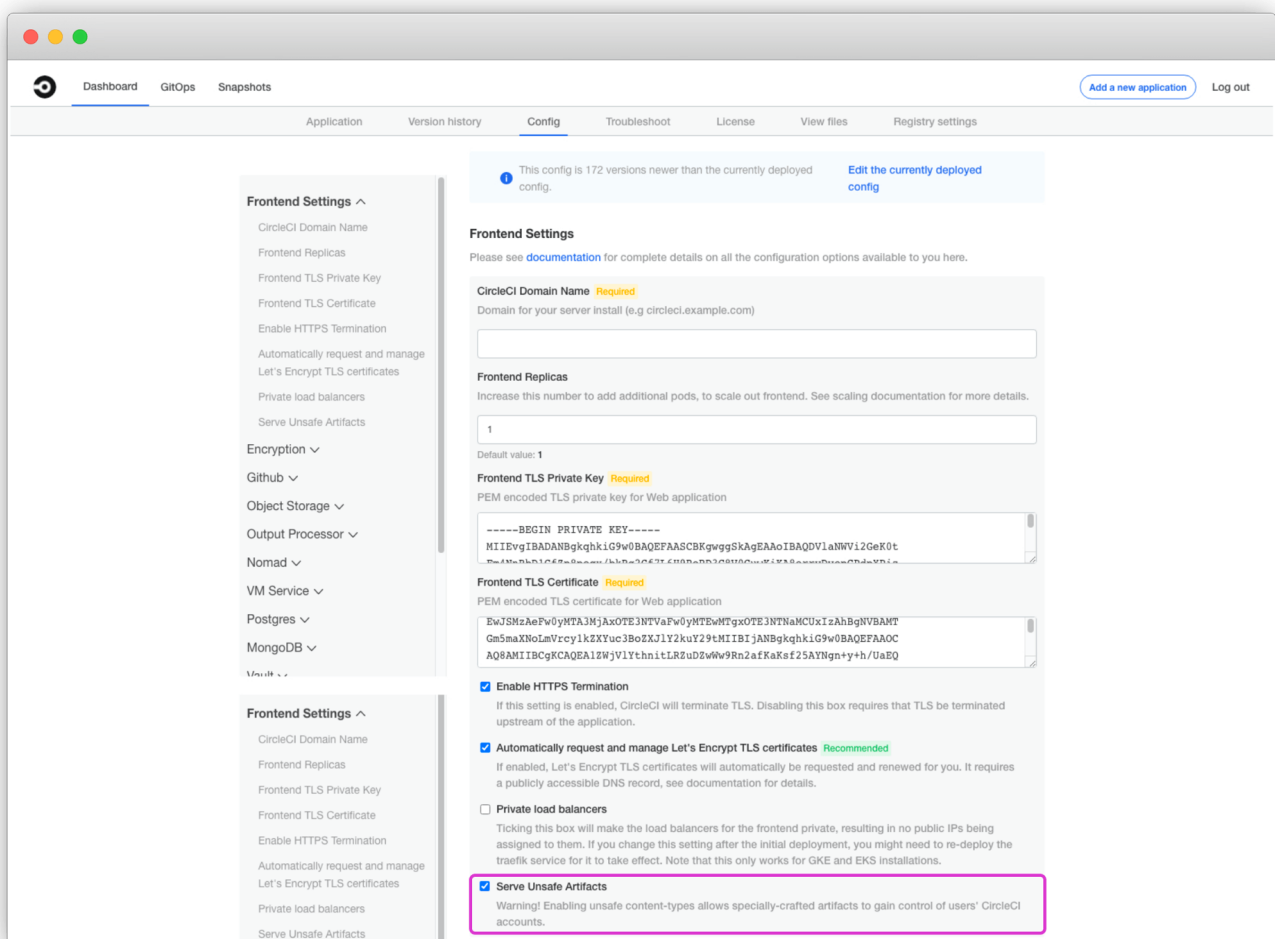 Dashboard GitOps Snapshots Add a new application Log out
Application Version history Config Troubleshoot License View files Registry settings
This config is 172 versions newer than the currently deployed
config.
Edit the currently deployed
config
Frontend Settings
CircleCI Domain Name
Frontend Replicas
Frontend TLS Private Key
Frontend TLS Certificate
Enable HTTPS Termination
Automatically request and manage
Let's Encrypt TLS certificates
Private load balancers
Serve Unsafe Artifacts
Encryption
Github
Object Storage
Output Processor
Nomad
VM Service
Postgres
MongoDB
Vault
Frontend Settings
CircleCI Domain Name
Frontend Replicas
Frontend TLS Private Key
Frontend TLS Certificate
Enable HTTPS Termination
Automatically request and manage
Let's Encrypt TLS certificates
Private load balancers
Serve Unsafe Artifacts
Frontend Settings
Please see documentation for complete details on all the configuration options available to you here.
CircleCI Domain Name Required
Domain for your server install (e.g circleci.example.com)
Frontend Replicas
Increase this number to add additional pods, to scale out frontend. See scaling documentation for more details.
1
Default value: 1
Frontend TLS Private Key Required
PEM encoded TLS private key for Web application
-----BEGIN PRIVATE KEY-----
MIIEvgIBADANBgkqhkiG9w0BAQEFAASCBKgwggSkAgEAAoIBAQDVlaNWVi2GeK0t
Frontend TLS Certificate Required
PEM encoded TLS certificate for Web application
EwJSMzAeFw0yMTA3MjAxOTE3NTVaFw0yMTEwMTgxOTE3NTNaMCUxIzAhBgNVBAMT
Gm5maXNoLmVrcy1kZXYuc3BoZXJlY2kuY29tMIIBIjANBgkqhkiG9w0BAQEFAAOC
AQ8AMIIBCgKCAQEA1ZWjVlYthnitLRZuDZwWw9Rn2afKaKsf25AYNgn+y+h/UaEQ
Enable HTTPS Termination
If this setting is enabled, CircleCI will terminate TLS. Disabling this box requires that TLS be terminated
upstream of the application.
Automatically request and manage Let's Encrypt TLS certificates Recommended
If enabled, Let's Encrypt TLS certificates will automatically be requested and renewed for you. It requires
a publicly accessible DNS record, see documentation for details.
Private load balancers
Ticking this box will make the load balancers for the frontend private, resulting in no public IPs being
assigned to them. If you change this setting after the initial deployment, you might need to re-deploy the
traefik service for it to take effect. Note that this only works for GKE and EKS installations.
Serve Unsafe Artifacts
Warning! Enabling unsafe content-types allows specially-crafted artifacts to gain control of users' CircleCI
accounts.